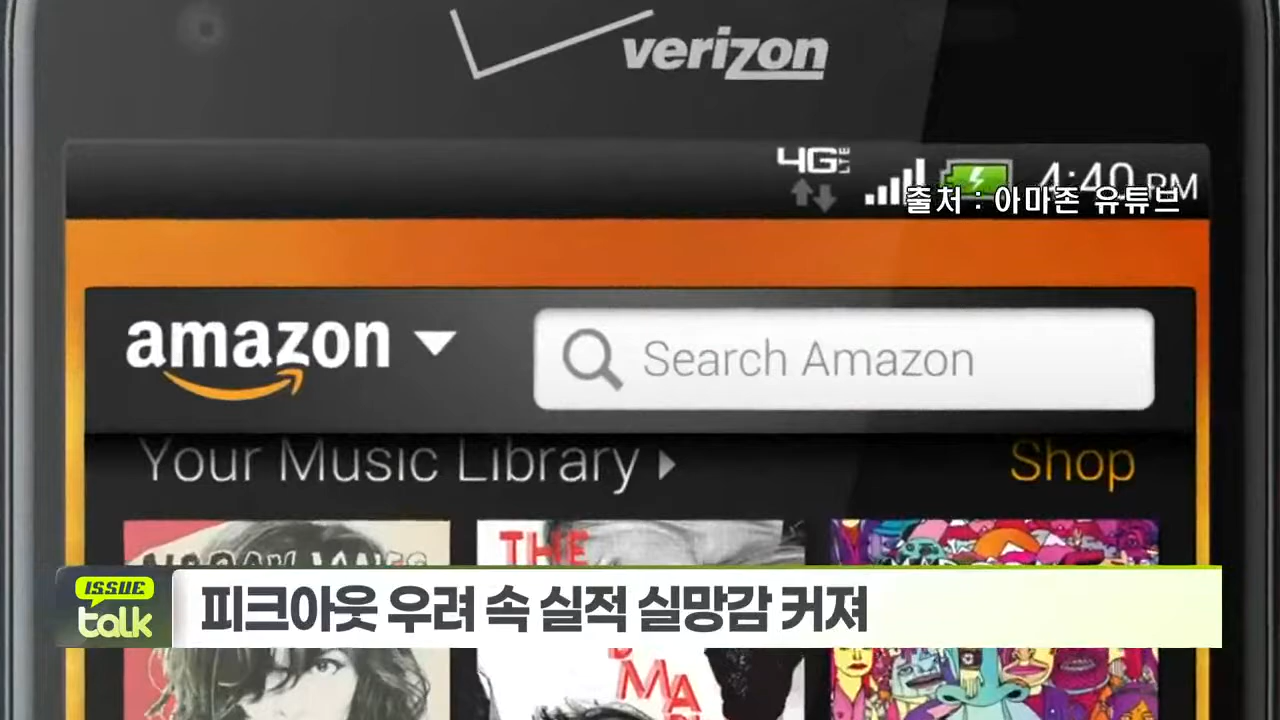 verizon
4G LTE
4:40 PM
출처 : 아마존 유튜브
amazon
Search Amazon
Your Music Library
Shop
NORAH JONES
THE
MA
ISSUE
talk
피크아웃 우려 속 실적 실망감 커져